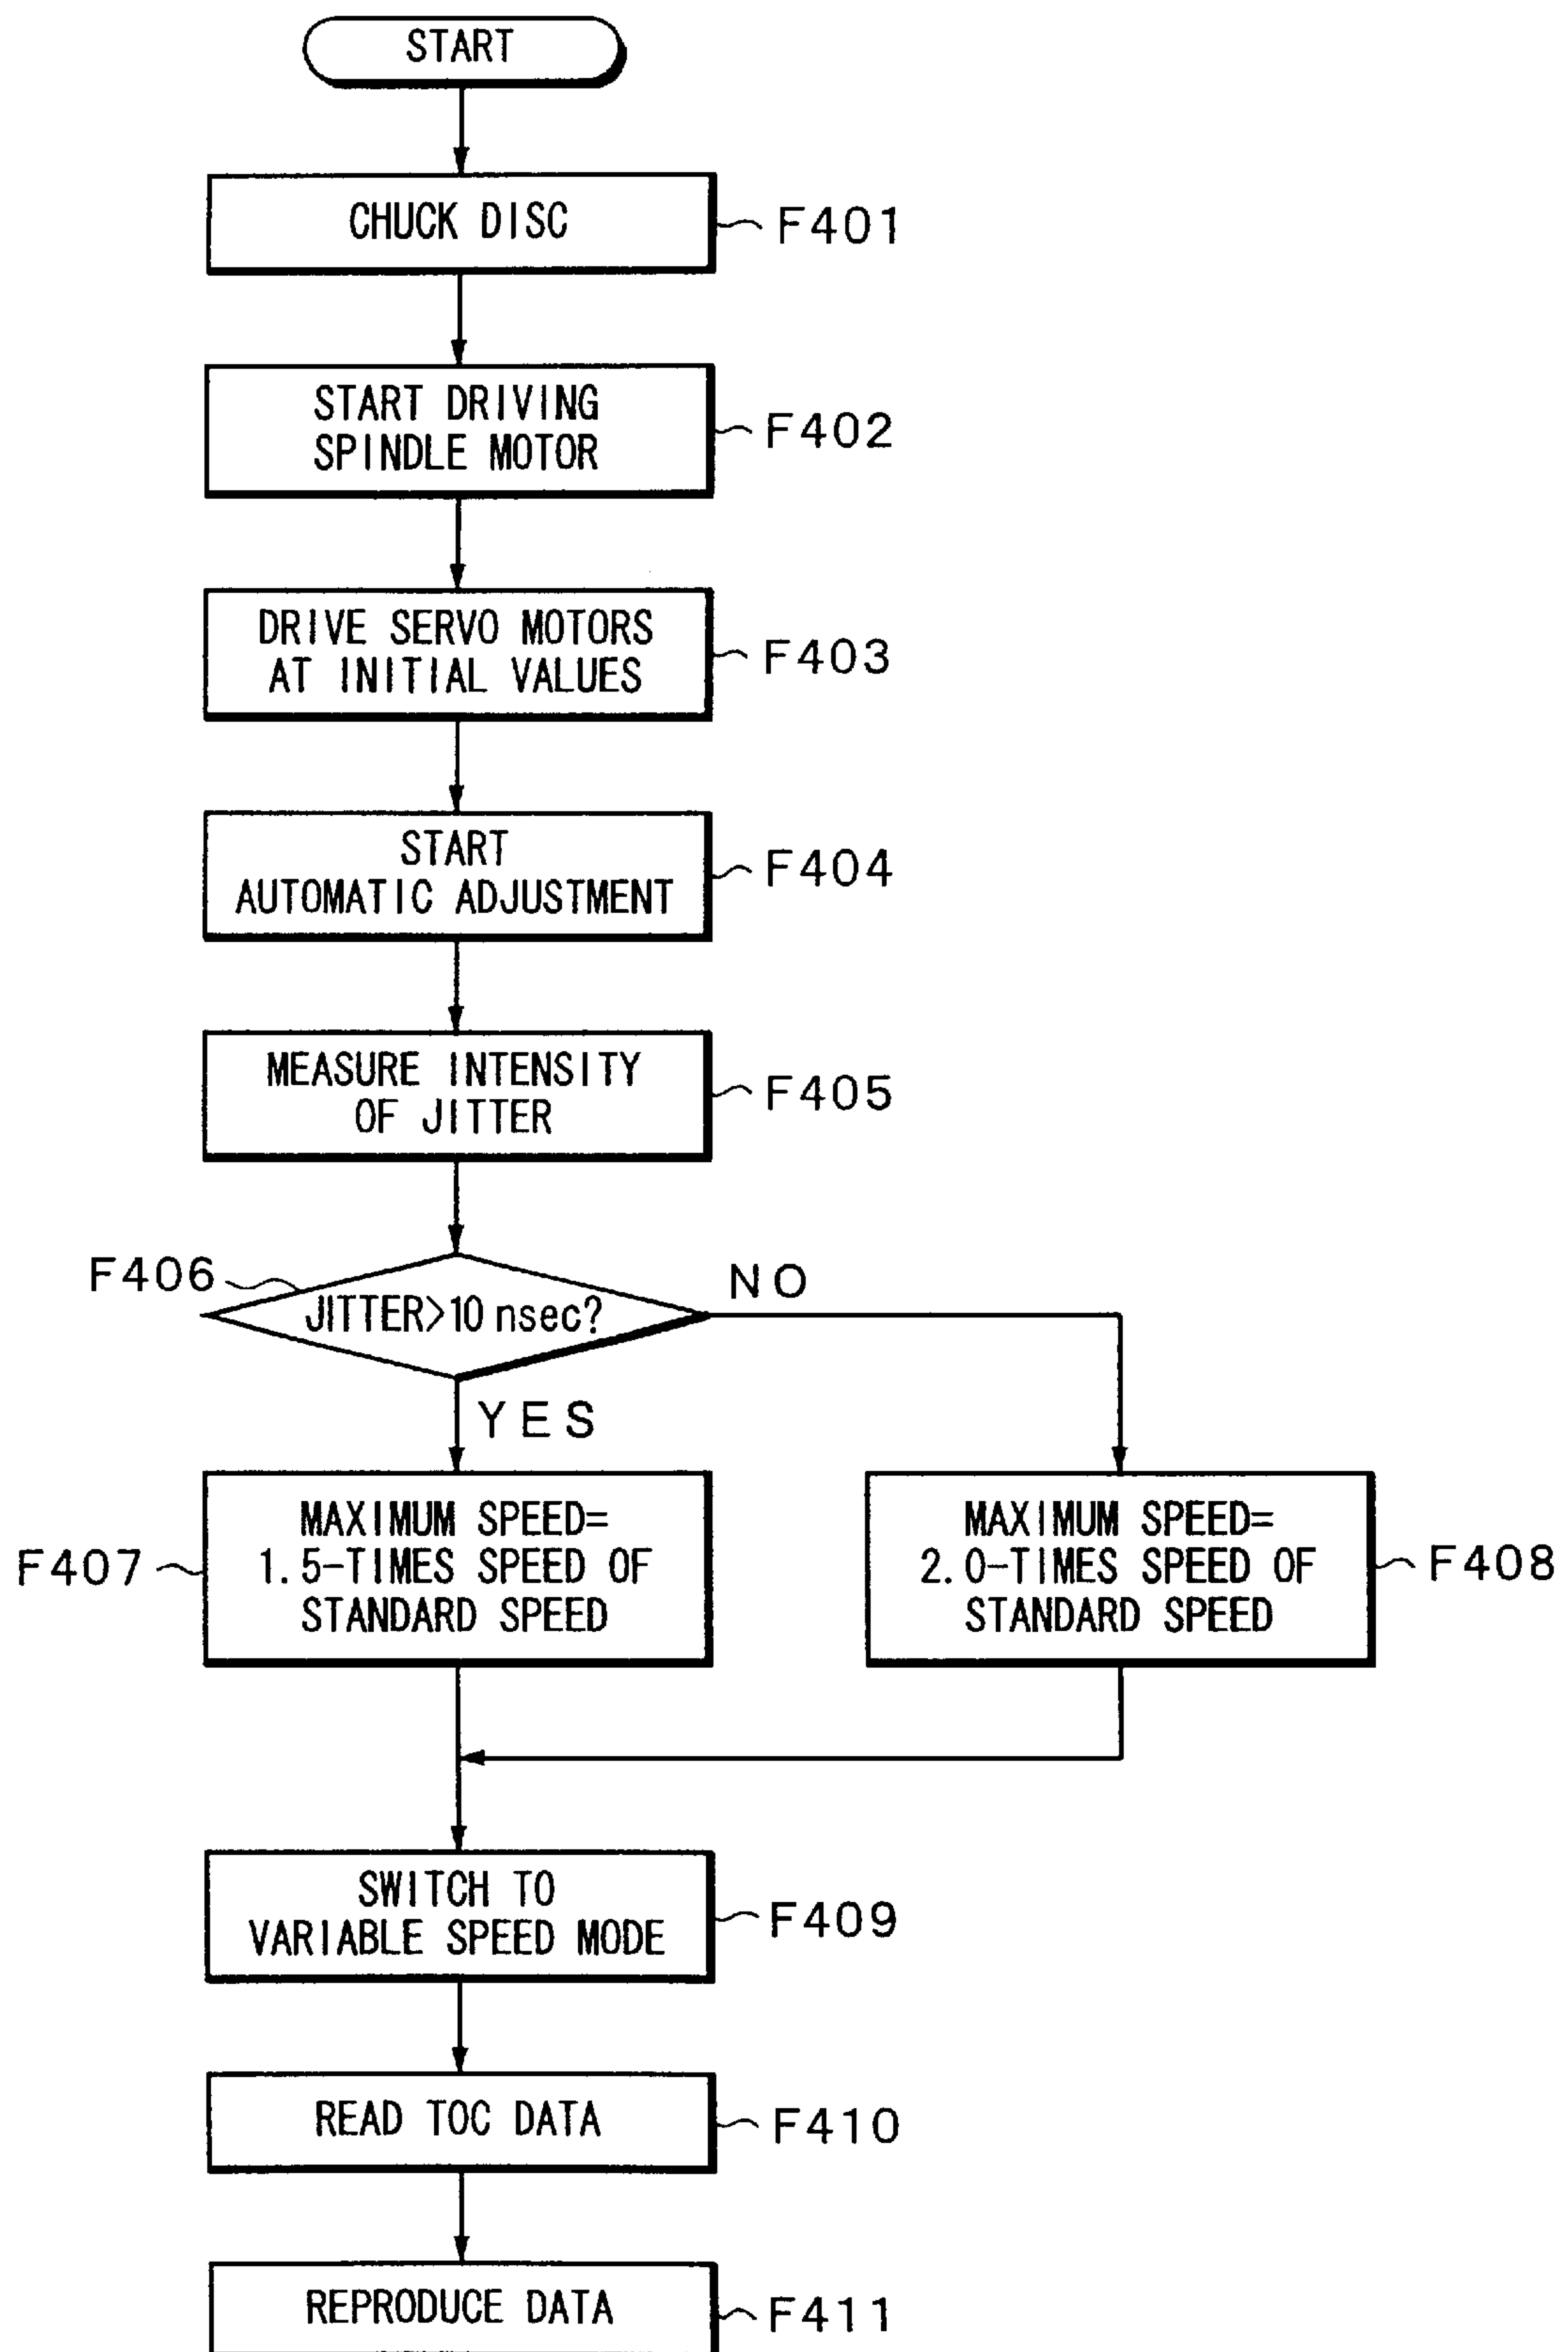 START
CHUCK DISC
F401
START DRIVING
SPINDLE MOTOR
F402
DRIVE SERVO MOTORS
AT INITIAL VALUES
F403
START
AUTOMATIC ADJUSTMENT
F404
MEASURE INTENSITY
OF JITTER
F405
F406
JITTER>10 nsec?
NO
YES
F407
MAXIMUM SPEED=
1.5-TIMES SPEED OF
STANDARD SPEED
MAXIMUM SPEED=
2.0-TIMES SPEED OF
STANDARD SPEED
F408
SWITCH TO
VARIABLE SPEED MODE
F409
READ TOC DATA
F410
REPRODUCE DATA
F411